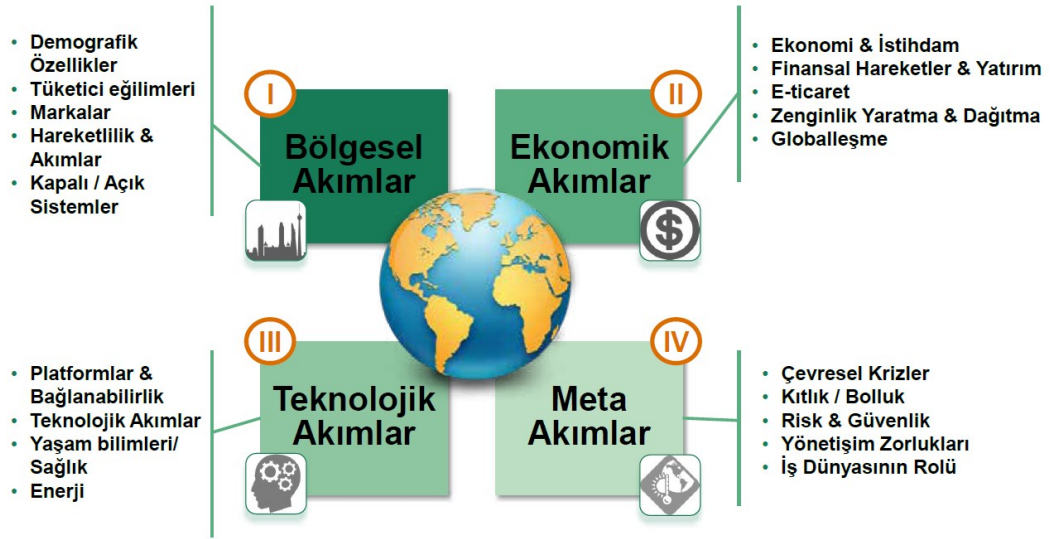 • Demografik
Özellikler
• Tüketici eğilimleri
• Markalar
• Hareketlilik &
Akımlar
• Kapalı / Açık
Sistemler
I
Bölgesel
Akımlar
II
Ekonomik
Akımlar
$
• Ekonomi & İstihdam
• Finansal Hareketler & Yatırım
• E-ticaret
• Zenginlik Yaratma & Dağıtma
• Globalleşme
• Platformlar &
Bağlanabilirlik
• Teknolojik Akımlar
• Yaşam bilimleri/
Sağlık
• Enerji
III
Teknolojik
Akımlar
IV
Meta
Akımlar
• Çevresel Krizler
• Kıtlık / Bolluk
• Risk & Güvenlik
• Yönetişim Zorlukları
• İş Dünyasının Rolü